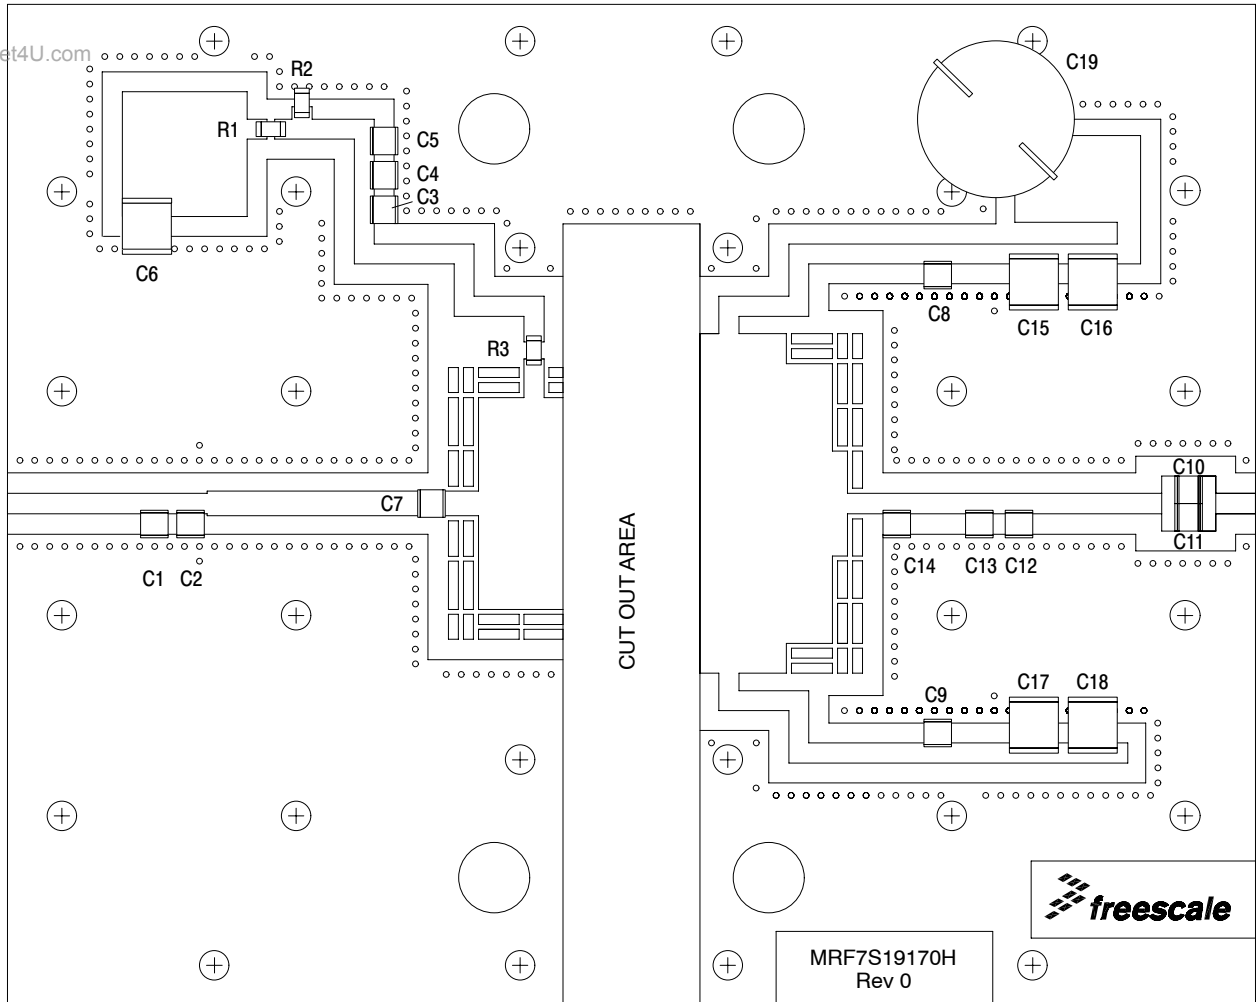 et4U.com
C19
R2
R1
C5
C4
C3
C6
C8
C15
C16
R3
C10
C7
C11
C1
C2
C14
C13
C12
CUT OUT AREA
C9
C17
C18
freescale
MRF7S19170H
Rev 0